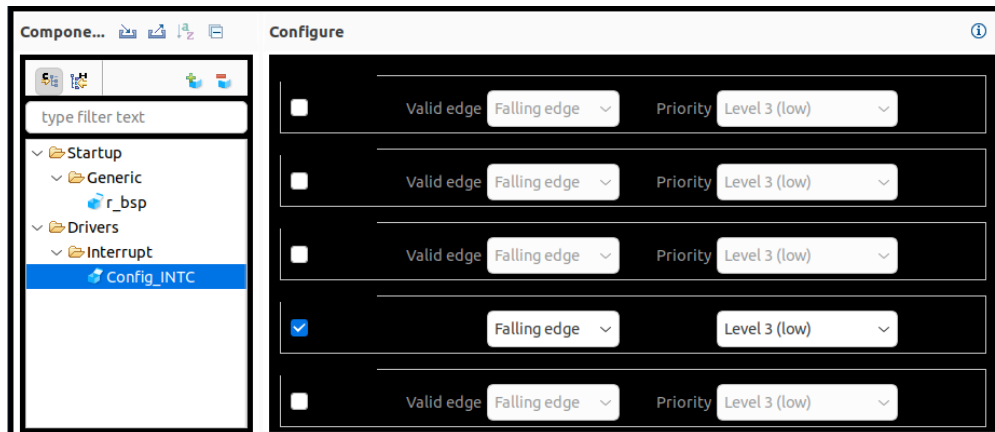 Compone...
Configure
type filter text
Startup
Generic
r_bsp
Drivers
Interrupt
Config_INTC
Valid edge Falling edge Priority Level 3 (low)
Valid edge Falling edge Priority Level 3 (low)
Valid edge Falling edge Priority Level 3 (low)
Falling edge Level 3 (low)
Valid edge Falling edge Priority Level 3 (low)